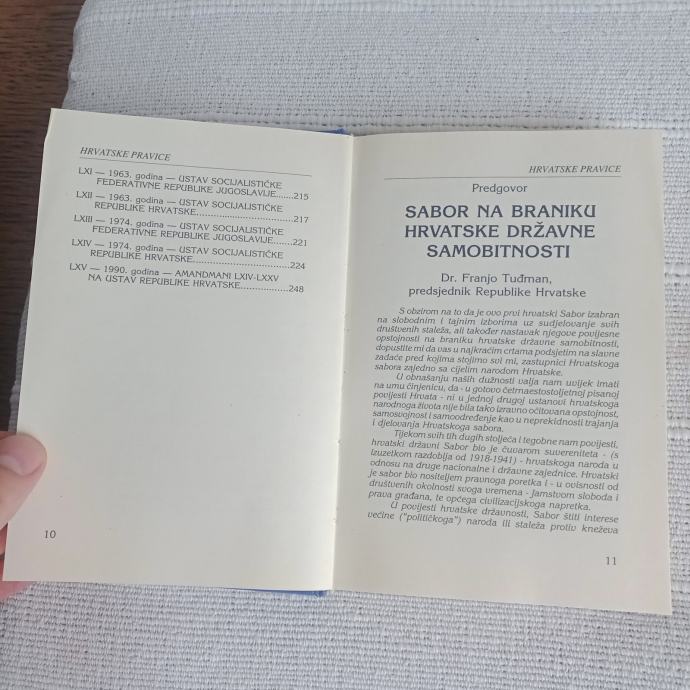 HRVATSKE PRAVICE
LXI — 1963. godina — USTAV SOCIJALISTIČKE
FEDERATIVNE REPUBLIKE JUGOSLAVIJE.......215
LXII — 1963. godina — USTAV SOCIJALISTIČKE
REPUBLIKE HRVATSKE........................217
LXIII — 1974. godina — USTAV SOCIJALISTIČKE
FEDERATIVNE REPUBLIKE JUGOSLAVIJE....221
LXIV — 1974. godina — USTAV SOCIJALISTIČKE
REPUBLIKE HRVATSKE........................224
LXV — 1990. godina — AMANDMANI LXIV-LXXV
NA USTAV REPUBLIKE HRVATSKE............248
10
HRVATSKE PRAVICE
Predgovor
SABOR NA BRANIKU
HRVATSKE DRŽAVNE
SAMOBITNOSTI
Dr. Franjo Tuđman,
predsjednik Republike Hrvatske
S obzirom na to da je ovo prvi hrvatski Sabor izabran
na slobodnim i tajnim izborima uz sudjelovanje svih
društvenih staleža, ali također nastavak njegove povijesne
opstojnosti na braniku hrvatske državne samobitnosti,
dopustite mi da vas u najkraćim crtama podsjetim na slavne
zadaće pred kojima stojimo svi mi, zastupnici Hrvatskoga
sabora zajedno sa cijelim narodom Hrvatske.
U obnašanju naših dužnosti valja nam uvijek imati
na umu činjenicu, da - u gotovo četrnaestostoljetnoj pisanoj
povijesti Hrvata - ni u jednoj drugoj ustanovi hrvatskoga
narodnoga života nije bila tako izravno očitovana opstojnost,
samosvojnost i samoodređenje kao u neprekidnosti trajanja
i djelovanja Hrvatskoga sabora.
Tijekom svih tih dugih stoljeća i tegobne nam povijesti,
hrvatski državni Sabor bio je čuvarom suvereniteta - (s
izuzetkom razdoblja od 1918-1941) - hrvatskoga naroda u
odnosu na druge nacionalne i državne zajednice. Hrvatski
je sabor bio nositeljem pravnoga poretka i - u ovisnosti od
društvenih okolnosti svoga vremena - jamstvom sloboda i
prava građana, te općega civilizacijskoga napretka.
U povijesti hrvatske državnosti, Sabor štiti interese
većine ("političkoga") naroda ili staleža protiv kneževa
11